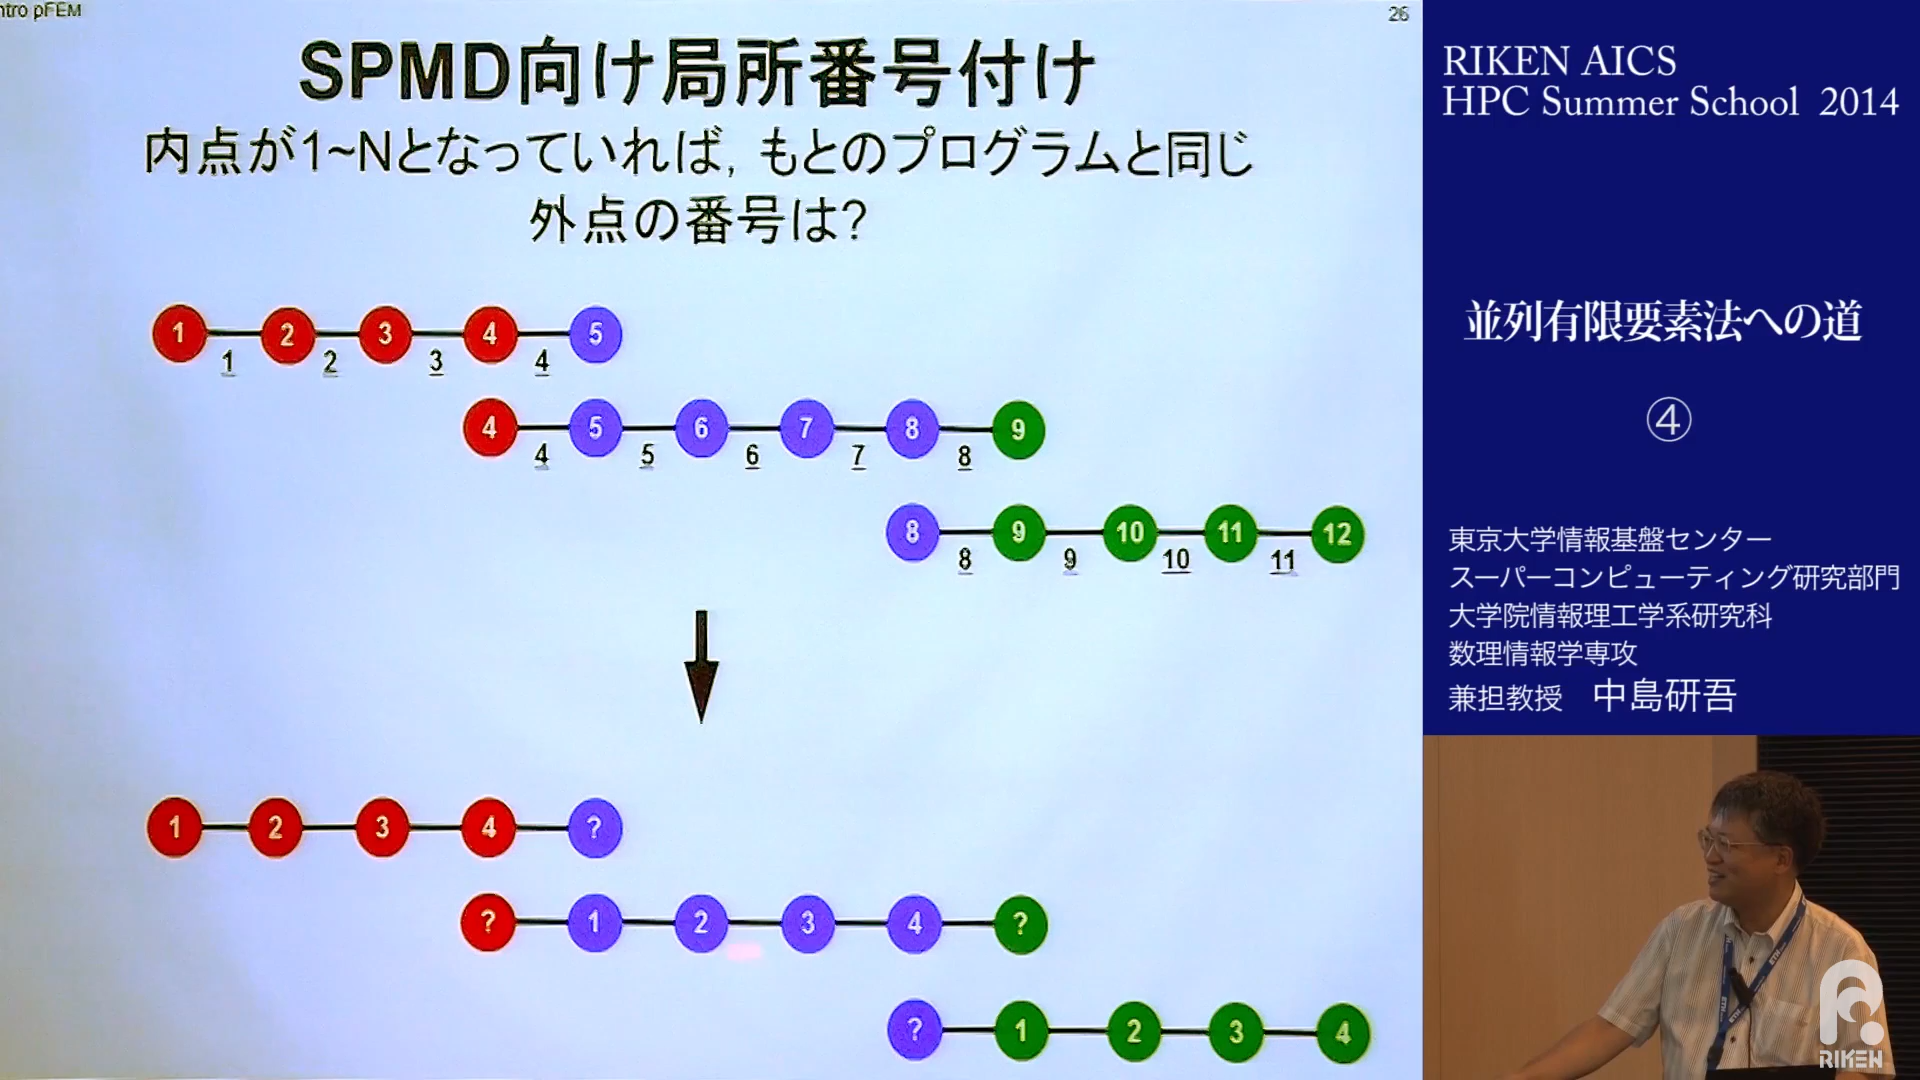 ntro pFEM
26
SPMD向け局所番号付け
内点が1~Nとなっていれば, もとのプログラムと同じ
外点の番号は?
1 2 3 4 5
1 2 3 4
4 5 6 7 8 9
4 5 6 7 8
8 9 10 11 12
8 9 10 11
1 2 3 4 ?
? 1 2 3 4 ?
? 1 2 3 4
RIKEN AICS
HPC Summer School 2014
並列有限要素法への道
④
東京大学情報基盤センター
スーパーコンピューティング研究部門
大学院情報理工学系研究科
数理情報学専攻
兼担教授 中島研吾
RIKEN